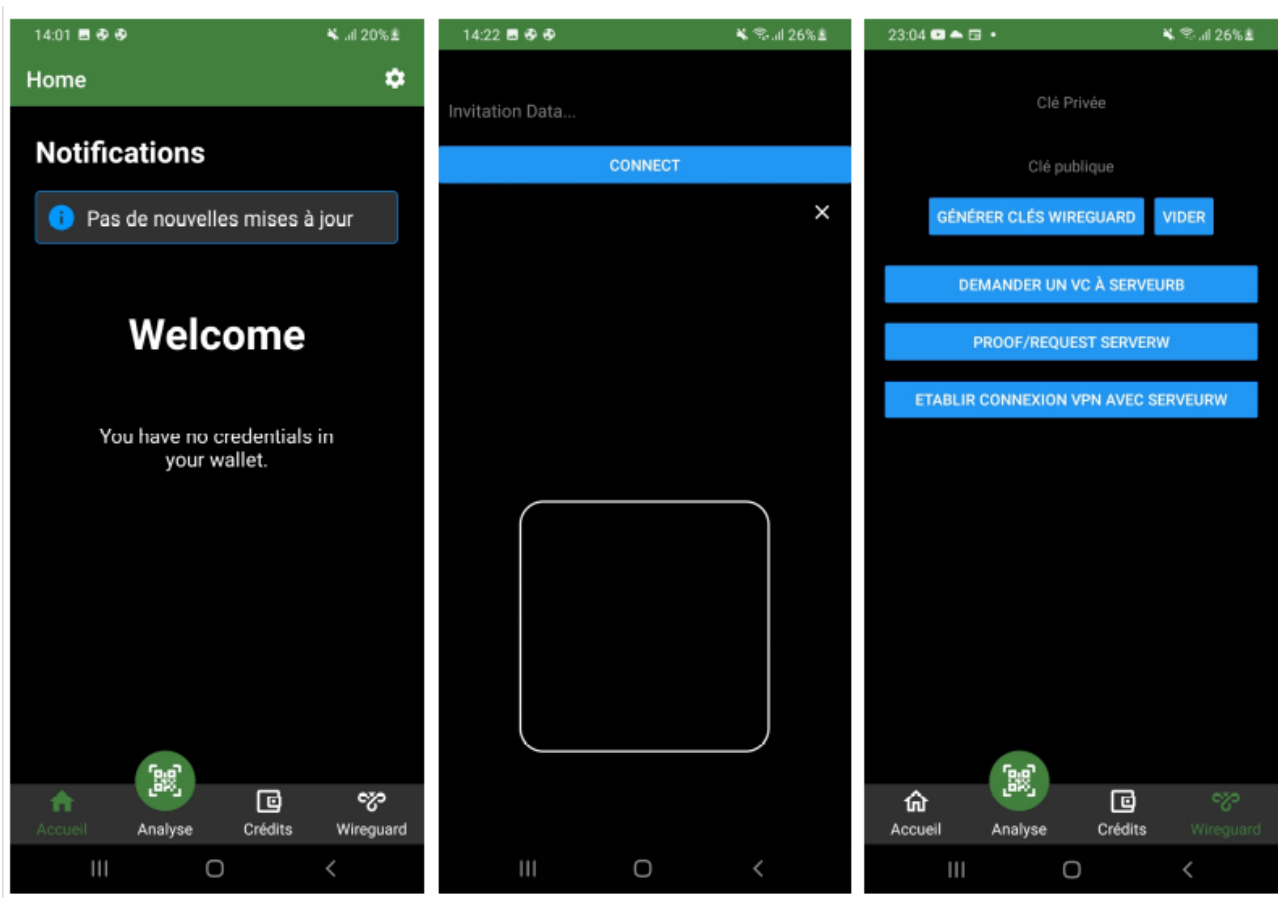 14:01
20%
Home
Notifications
Pas de nouvelles mises à jour
Welcome
You have no credentials in
your wallet.
Accueil
Analyse
Crédits
Wireguard
14:22
26%
Invitation Data...
CONNECT
23:04
26%
Clé Privée
Clé publique
GÉNÉRER CLÉS WIREGUARD
VIDER
DEMANDER UN VC À SERVEURB
PROOF/REQUEST SERVERW
ETABLIR CONNEXION VPN AVEC SERVEURW
Accueil
Analyse
Crédits
Wireguard